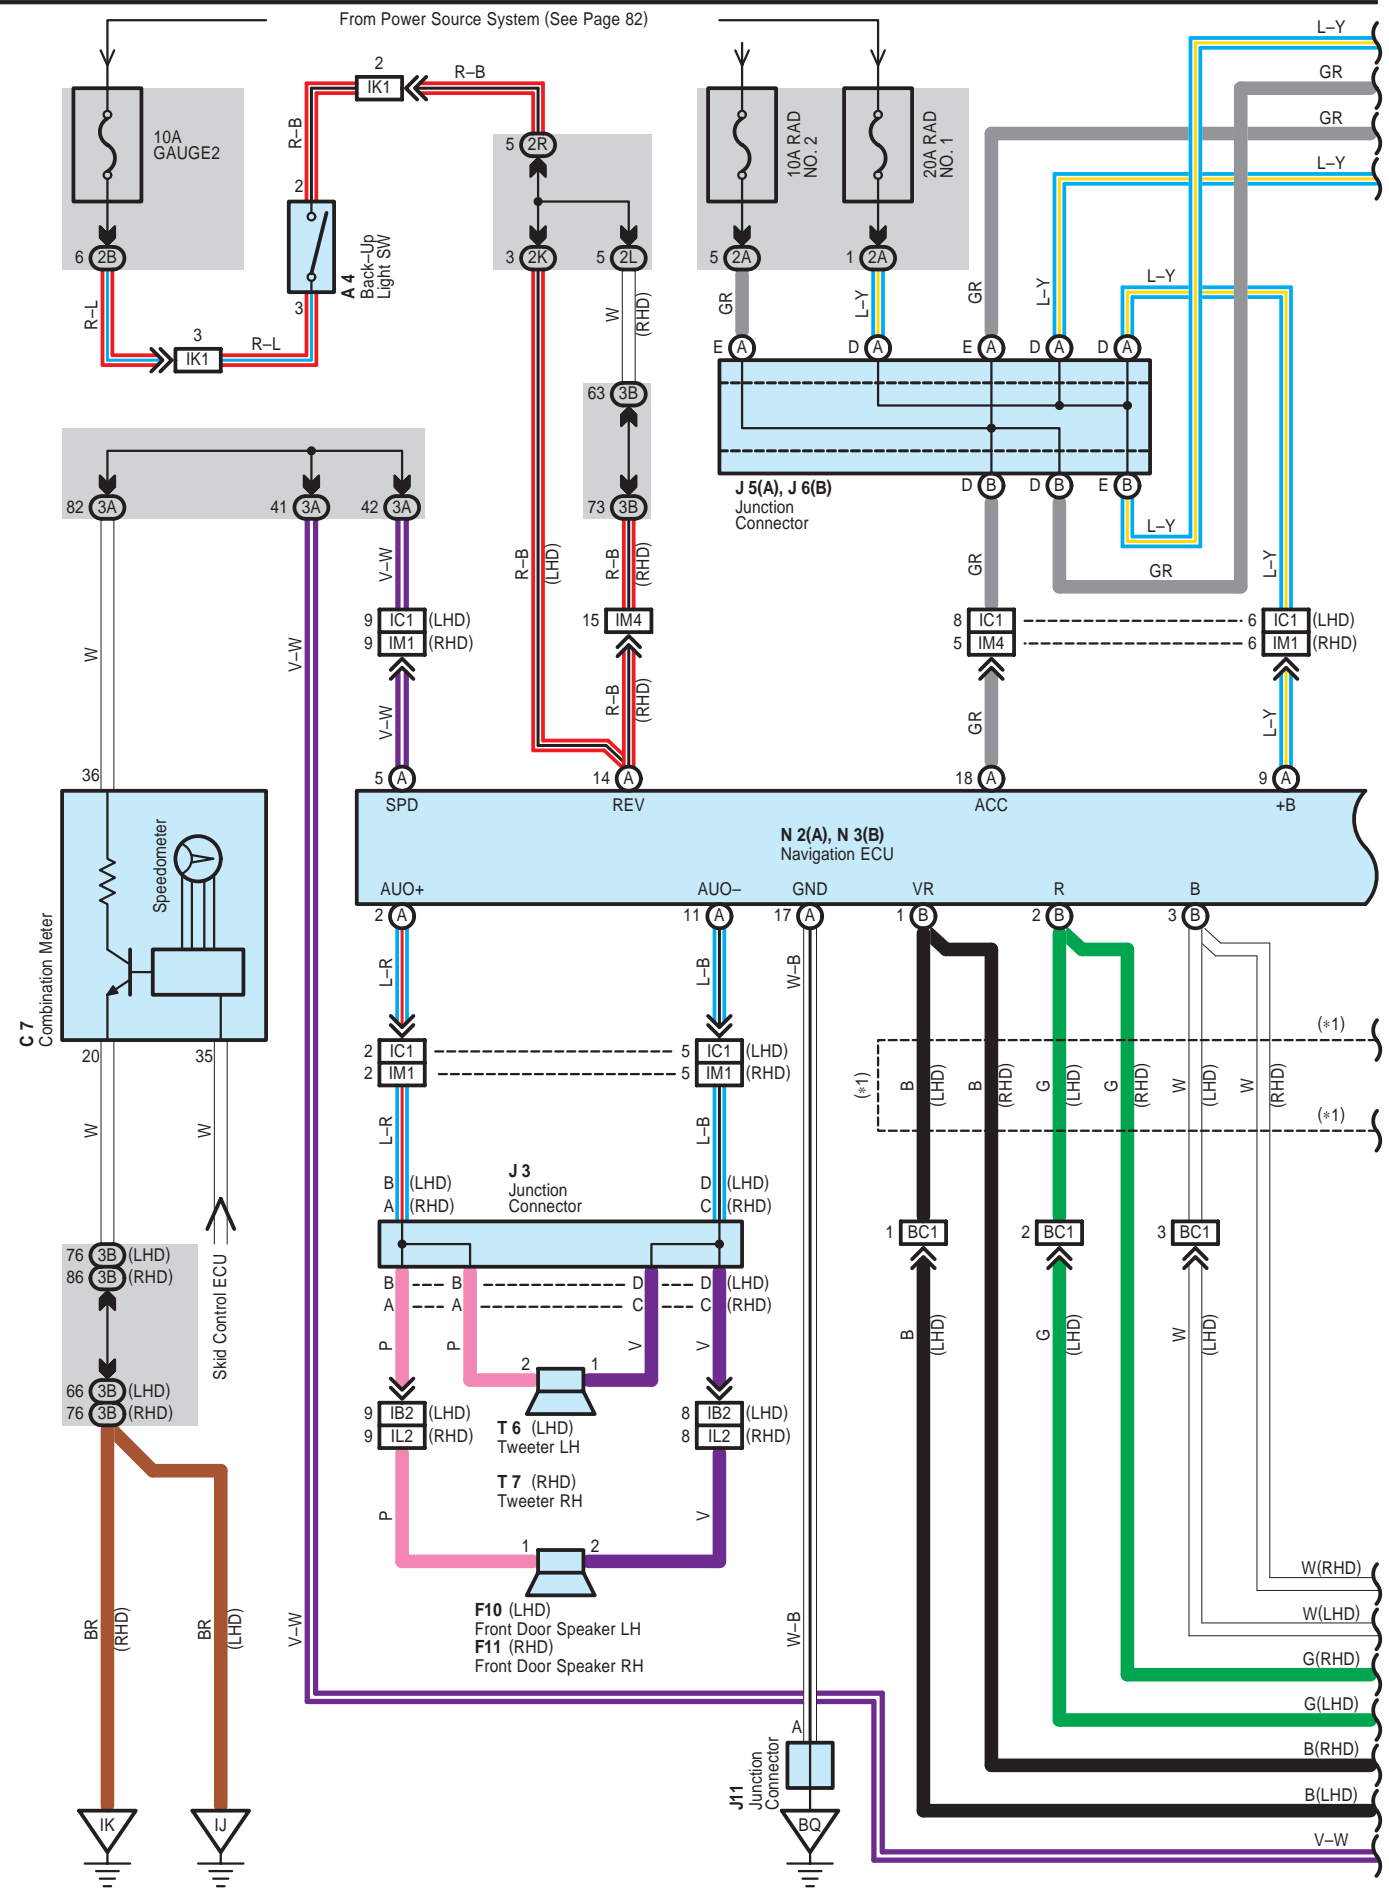 From Power Source System (See Page 82)
L–Y
GR
GR
L–Y
10A
GAUGE2
6 2B
R–L
3
IK1
R–L
R–B
2
IK1
R–B
2
3
A 4
Back–Up
Light SW
5 2R
3 2K
5 2L
W
(RHD)
63 3B
73 3B
R–B
(LHD)
R–B
(RHD)
15 IM4
R–B
(RHD)
10A RAD
NO. 2
20A RAD
NO. 1
5 2A
1 2A
GR
L–Y
GR
L–Y
L–Y
E A
D A
E A
D A
D A
J 5(A), J 6(B)
Junction
Connector
D B
D B
E B
L–Y
GR
GR
L–Y
8 IC1
5 IM4
6 IC1 (LHD)
6 IM1 (RHD)
GR
L–Y
82 3A
41 3A
42 3A
W
V–W
V–W
9 IC1 (LHD)
9 IM1 (RHD)
V–W
5 A
14 A
18 A
9 A
SPD
REV
ACC
+B
N 2(A), N 3(B)
Navigation ECU
AUO+
AUO–
GND
VR
R
B
2 A
11 A
17 A
1 B
2 B
3 B
36
Speedometer
C 7
Combination Meter
20
35
W
W
Skid Control ECU
76 3B (LHD)
86 3B (RHD)
66 3B (LHD)
76 3B (RHD)
BR
(RHD)
BR
(LHD)
IK
IJ
V–W
L–R
L–B
W–B
2 IC1
2 IM1
5 IC1 (LHD)
5 IM1 (RHD)
L–R
L–B
B (LHD)
A (RHD)
J 3
Junction
Connector
D (LHD)
C (RHD)
B B D D (LHD)
A A C C (RHD)
P
P
V
V
2
1
9 IB2 (LHD)
9 IL2 (RHD)
8 IB2 (LHD)
8 IL2 (RHD)
T 6 (LHD)
Tweeter LH
T 7 (RHD)
Tweeter RH
P
V
1
2
F10 (LHD)
Front Door Speaker LH
F11 (RHD)
Front Door Speaker RH
W–B
A
J11
Junction
Connector
BQ
(∗1)
(∗1)
(∗1)
B
(LHD)
B
(RHD)
G
(LHD)
G
(RHD)
W
(LHD)
W
(RHD)
1 BC1
2 BC1
3 BC1
B
(LHD)
G
(LHD)
W
(LHD)
W(RHD)
W(LHD)
G(RHD)
G(LHD)
B(RHD)
B(LHD)
V–W